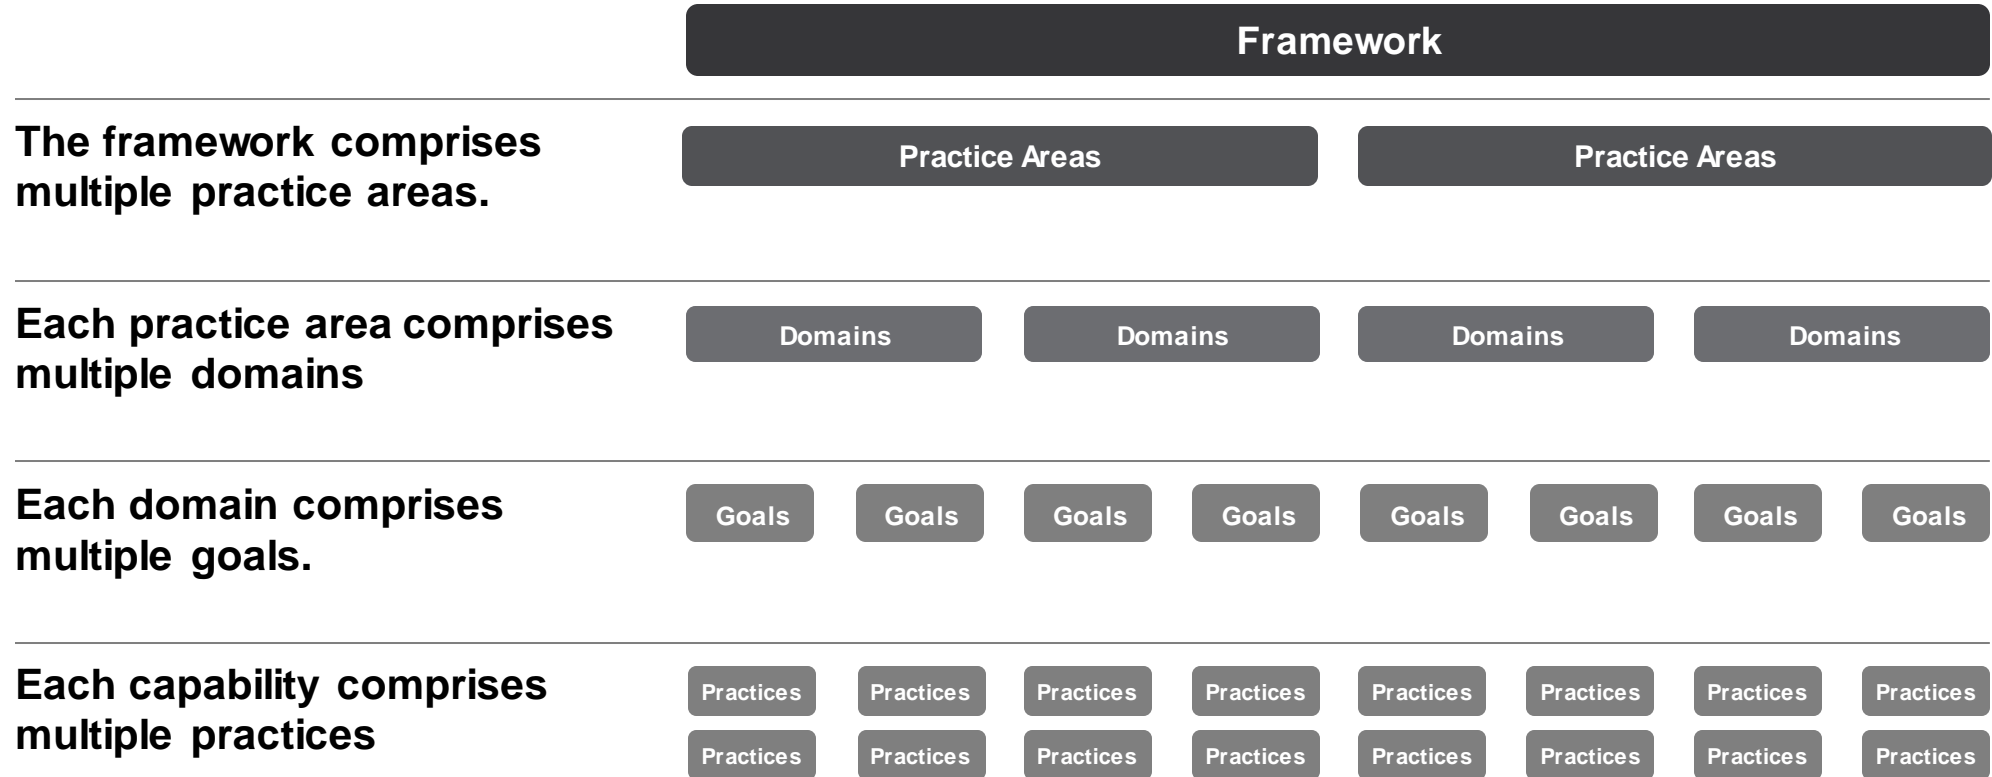 Framework
The framework comprises
multiple practice areas.
Practice Areas Practice Areas
Each practice area comprises
multiple domains
Domains Domains Domains Domains
Each domain comprises
multiple goals.
Goals Goals Goals Goals Goals Goals Goals Goals
Each capability comprises
multiple practices
Practices Practices Practices Practices Practices Practices Practices Practices
Practices Practices Practices Practices Practices Practices Practices Practices